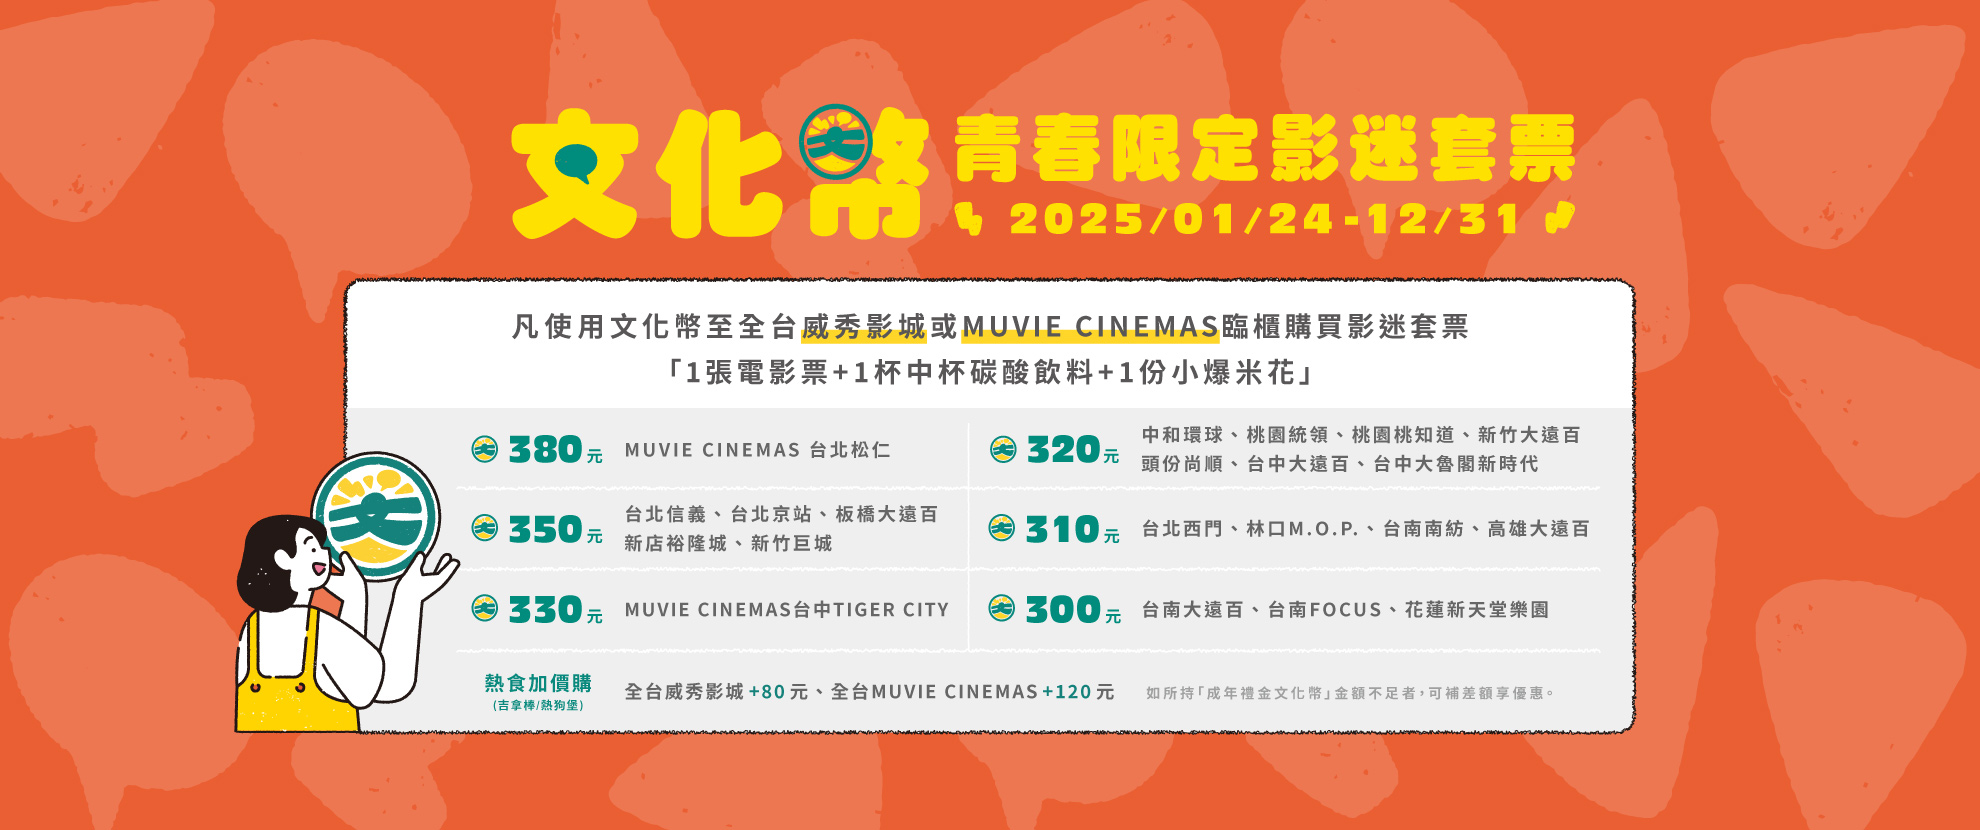 文化幣
青春限定影迷套票
2025/01/24-12/31
凡使用文化幣至全台威秀影城或MUVIE CINEMAS臨櫃購買影迷套票
「1張電影票+1杯中杯碳酸飲料+1份小爆米花」
380元 MUVIE CINEMAS 台北松仁
350元 台北信義、台北京站、板橋大遠百
新店裕隆城、新竹巨城
330元 MUVIE CINEMAS台中TIGER CITY
320元 中和環球、桃園統領、桃園桃知道、新竹大遠百
頭份尚順、台中大遠百、台中大魯閣新時代
310元 台北西門、林口M.O.P.、台南南紡、高雄大遠百
300元 台南大遠百、台南FOCUS、花蓮新天堂樂園
熱食加價購
(吉拿棒/熱狗堡)
全台威秀影城+80元、全台MUVIE CINEMAS+120元
如所持「成年禮金文化幣」金額不足者,可補差額享優惠。